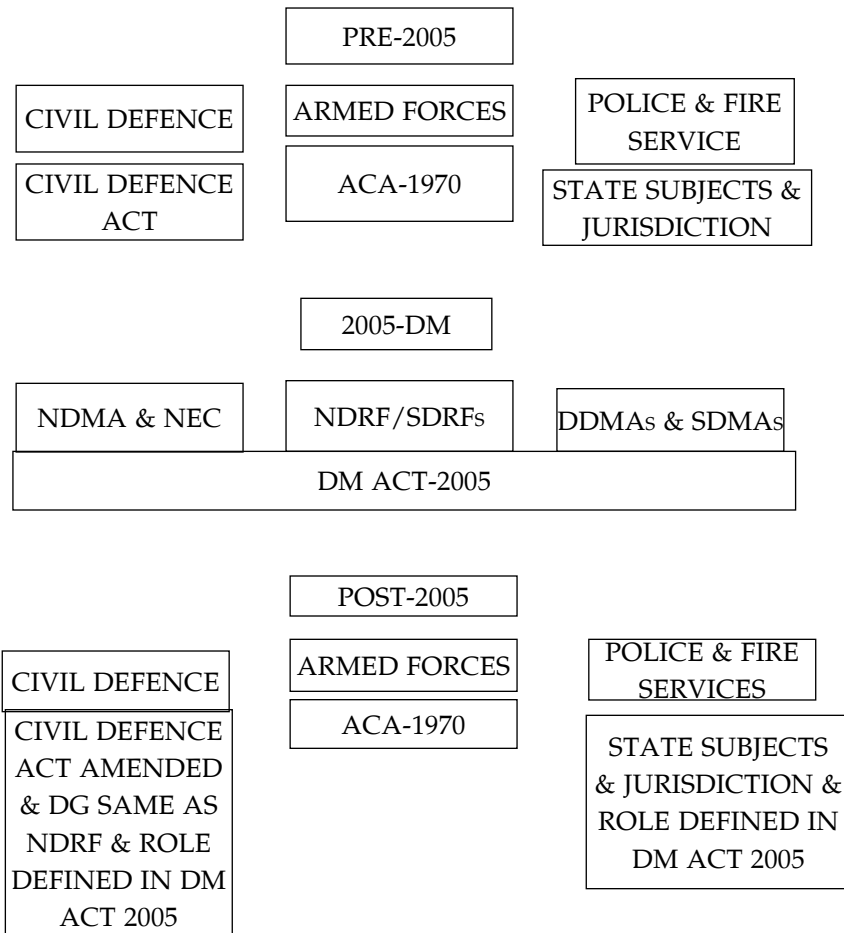 PRE-2005
CIVIL DEFENCE
ARMED FORCES
POLICE & FIRE
SERVICE
CIVIL DEFENCE
ACT
ACA-1970
STATE SUBJECTS &
JURISDICTION
2005-DM
NDMA & NEC
NDRF/SDRFs
DDMAs & SDMAs
DM ACT-2005
POST-2005
CIVIL DEFENCE
ARMED FORCES
POLICE & FIRE
SERVICES
CIVIL DEFENCE
ACT AMENDED
& DG SAME AS
NDRF & ROLE
DEFINED IN DM
ACT 2005
ACA-1970
STATE SUBJECTS
& JURISDICTION &
ROLE DEFINED IN
DM ACT 2005